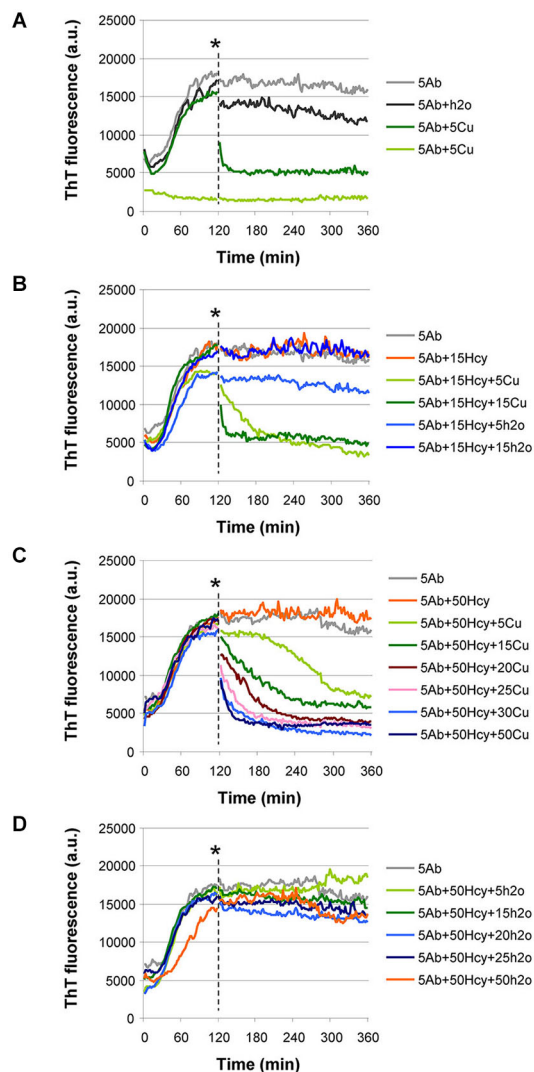 A
ThT fluorescence (a.u.)
25000
20000
15000
10000
5000
0
*
0 60 120 180 240 300 360
Time (min)
5Ab
5Ab+h2o
5Ab+5Cu
5Ab+5Cu
B
ThT fluorescence (a.u.)
25000
20000
15000
10000
5000
0
*
0 60 120 180 240 300 360
Time (min)
5Ab
5Ab+15Hcy
5Ab+15Hcy+5Cu
5Ab+15Hcy+15Cu
5Ab+15Hcy+5h2o
5Ab+15Hcy+15h2o
C
ThT fluorescence (a.u.)
25000
20000
15000
10000
5000
0
*
0 60 120 180 240 300 360
Time (min)
5Ab
5Ab+50Hcy
5Ab+50Hcy+5Cu
5Ab+50Hcy+15Cu
5Ab+50Hcy+20Cu
5Ab+50Hcy+25Cu
5Ab+50Hcy+30Cu
5Ab+50Hcy+50Cu
D
ThT fluorescence (a.u.)
25000
20000
15000
10000
5000
0
*
0 60 120 180 240 300 360
Time (min)
5Ab
5Ab+50Hcy+5h2o
5Ab+50Hcy+15h2o
5Ab+50Hcy+20h2o
5Ab+50Hcy+25h2o
5Ab+50Hcy+50h2o